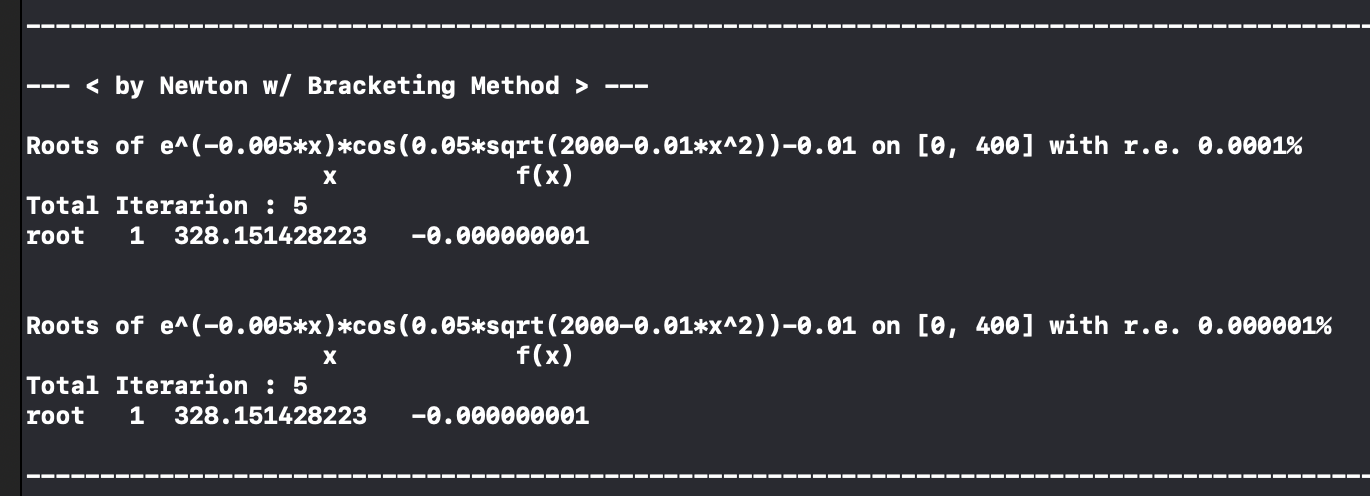 --- < by Newton w/ Bracketing Method > ---
Roots of e^(-0.005*x)*cos(0.05*sqrt(2000-0.01*x^2))-0.01 on [0, 400] with r.e. 0.0001%
x f(x)
Total Iterarion : 5
root 1 328.151428223 -0.000000001
Roots of e^(-0.005*x)*cos(0.05*sqrt(2000-0.01*x^2))-0.01 on [0, 400] with r.e. 0.000001%
x f(x)
Total Iterarion : 5
root 1 328.151428223 -0.000000001